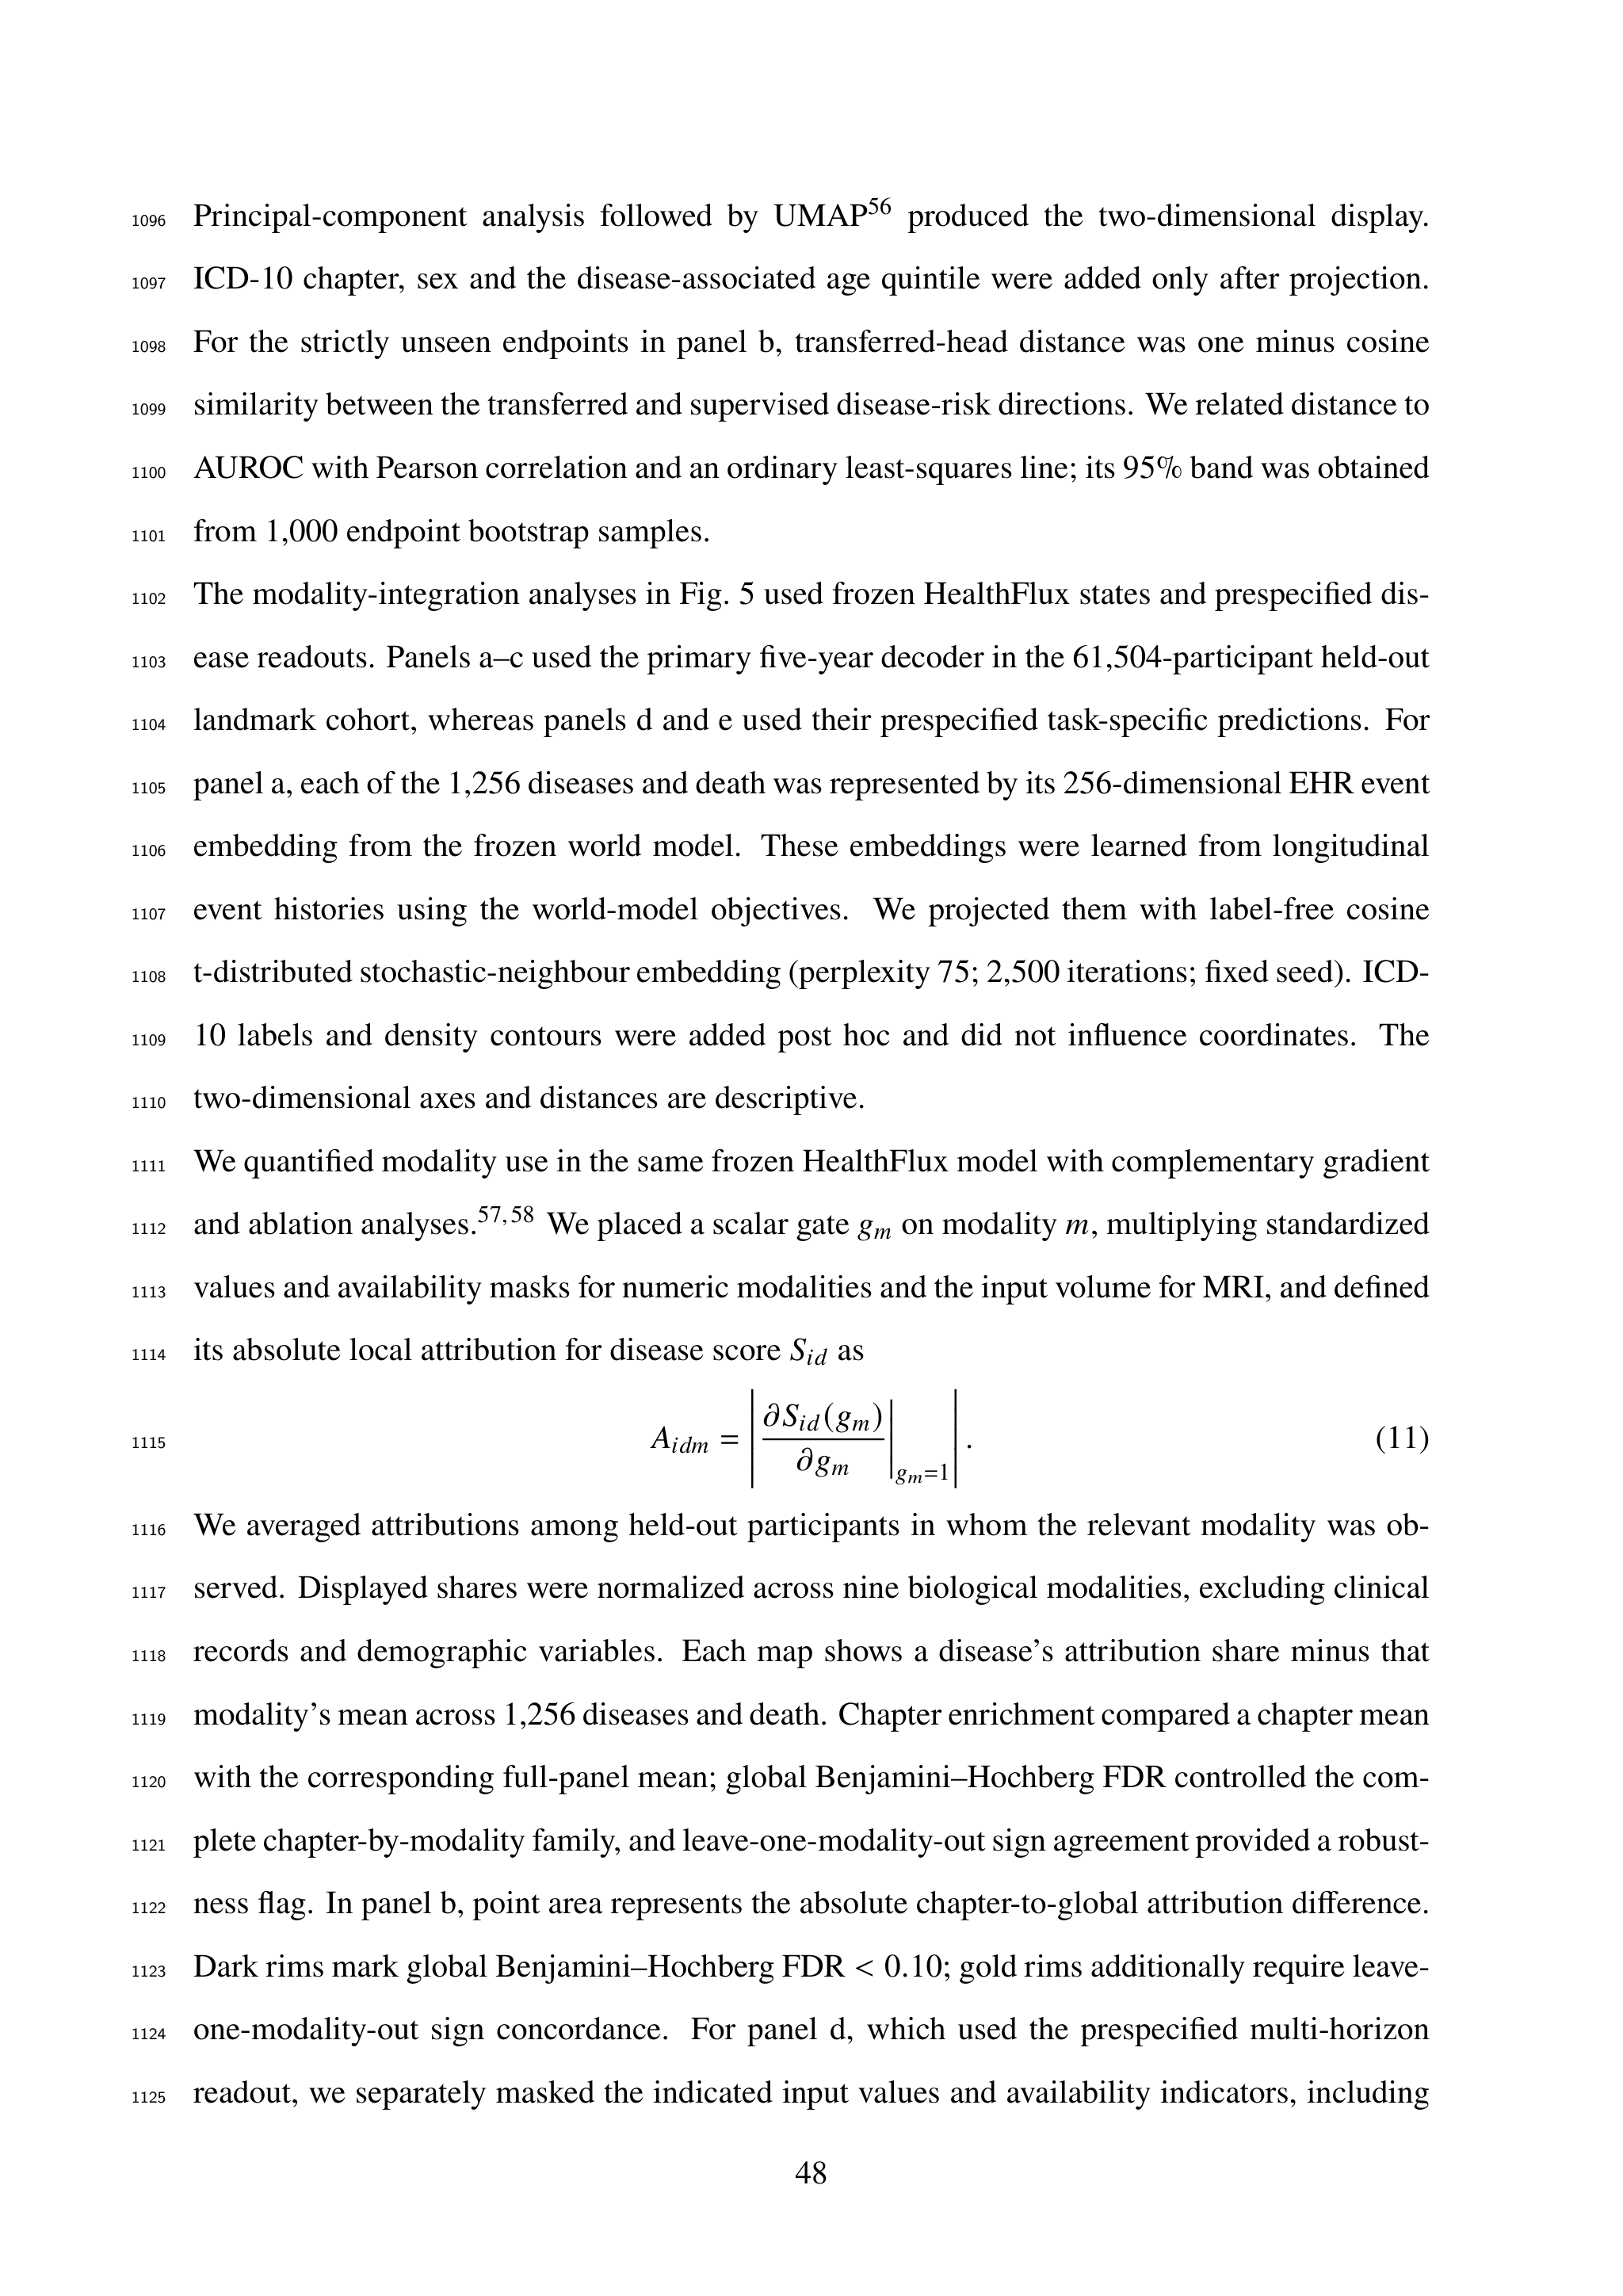 1096 Principal-component analysis followed by UMAP56 produced the two-dimensional display.
1097 ICD-10 chapter, sex and the disease-associated age quintile were added only after projection.
1098 For the strictly unseen endpoints in panel b, transferred-head distance was one minus cosine
1099 similarity between the transferred and supervised disease-risk directions. We related distance to
1100 AUROC with Pearson correlation and an ordinary least-squares line; its 95% band was obtained
1101 from 1,000 endpoint bootstrap samples.
1102 The modality-integration analyses in Fig. 5 used frozen HealthFlux states and prespecified dis-
1103 ease readouts. Panels a–c used the primary five-year decoder in the 61,504-participant held-out
1104 landmark cohort, whereas panels d and e used their prespecified task-specific predictions. For
1105 panel a, each of the 1,256 diseases and death was represented by its 256-dimensional EHR event
1106 embedding from the frozen world model. These embeddings were learned from longitudinal
1107 event histories using the world-model objectives. We projected them with label-free cosine
1108 t-distributed stochastic-neighbour embedding (perplexity 75; 2,500 iterations; fixed seed). ICD-
1109 10 labels and density contours were added post hoc and did not influence coordinates. The
1110 two-dimensional axes and distances are descriptive.
1111 We quantified modality use in the same frozen HealthFlux model with complementary gradient
1112 and ablation analyses.57,58 We placed a scalar gate gm on modality m, multiplying standardized
1113 values and availability masks for numeric modalities and the input volume for MRI, and defined
1114 its absolute local attribution for disease score Sid as
1115 Aidm = | ∂Sid(gm) / ∂gm |gm=1 | . (11)
1116 We averaged attributions among held-out participants in whom the relevant modality was ob-
1117 served. Displayed shares were normalized across nine biological modalities, excluding clinical
1118 records and demographic variables. Each map shows a disease's attribution share minus that
1119 modality's mean across 1,256 diseases and death. Chapter enrichment compared a chapter mean
1120 with the corresponding full-panel mean; global Benjamini–Hochberg FDR controlled the com-
1121 plete chapter-by-modality family, and leave-one-modality-out sign agreement provided a robust-
1122 ness flag. In panel b, point area represents the absolute chapter-to-global attribution difference.
1123 Dark rims mark global Benjamini–Hochberg FDR < 0.10; gold rims additionally require leave-
1124 one-modality-out sign concordance. For panel d, which used the prespecified multi-horizon
1125 readout, we separately masked the indicated input values and availability indicators, including
48